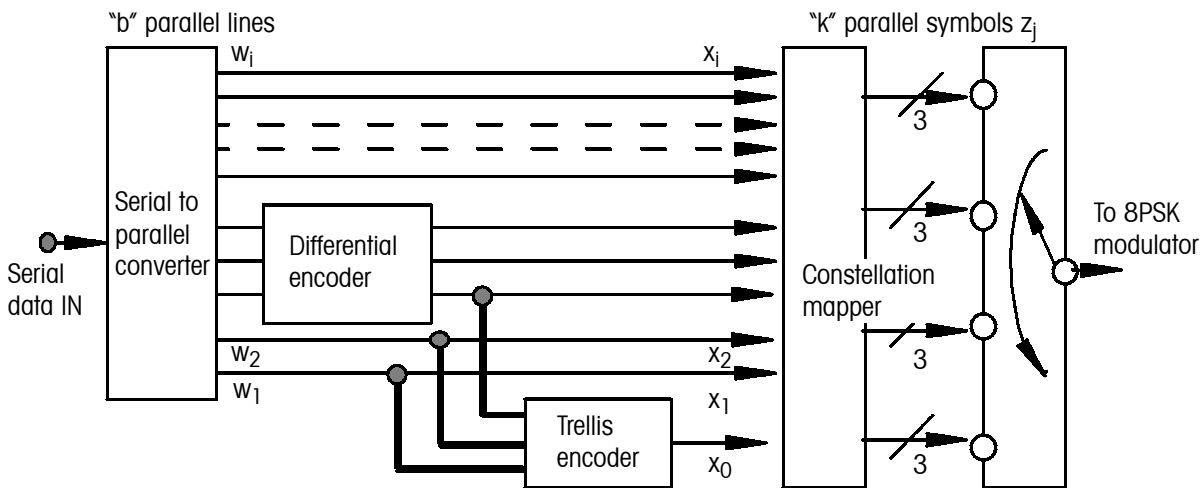 "b" parallel lines
"k" parallel symbols zj
wi
xi
3
Serial to
parallel
converter
Differential
encoder
3
To 8PSK
modulator
Serial
data IN
Constellation
mapper
w2
x2
3
w1
x1
Trellis
encoder
x0
3